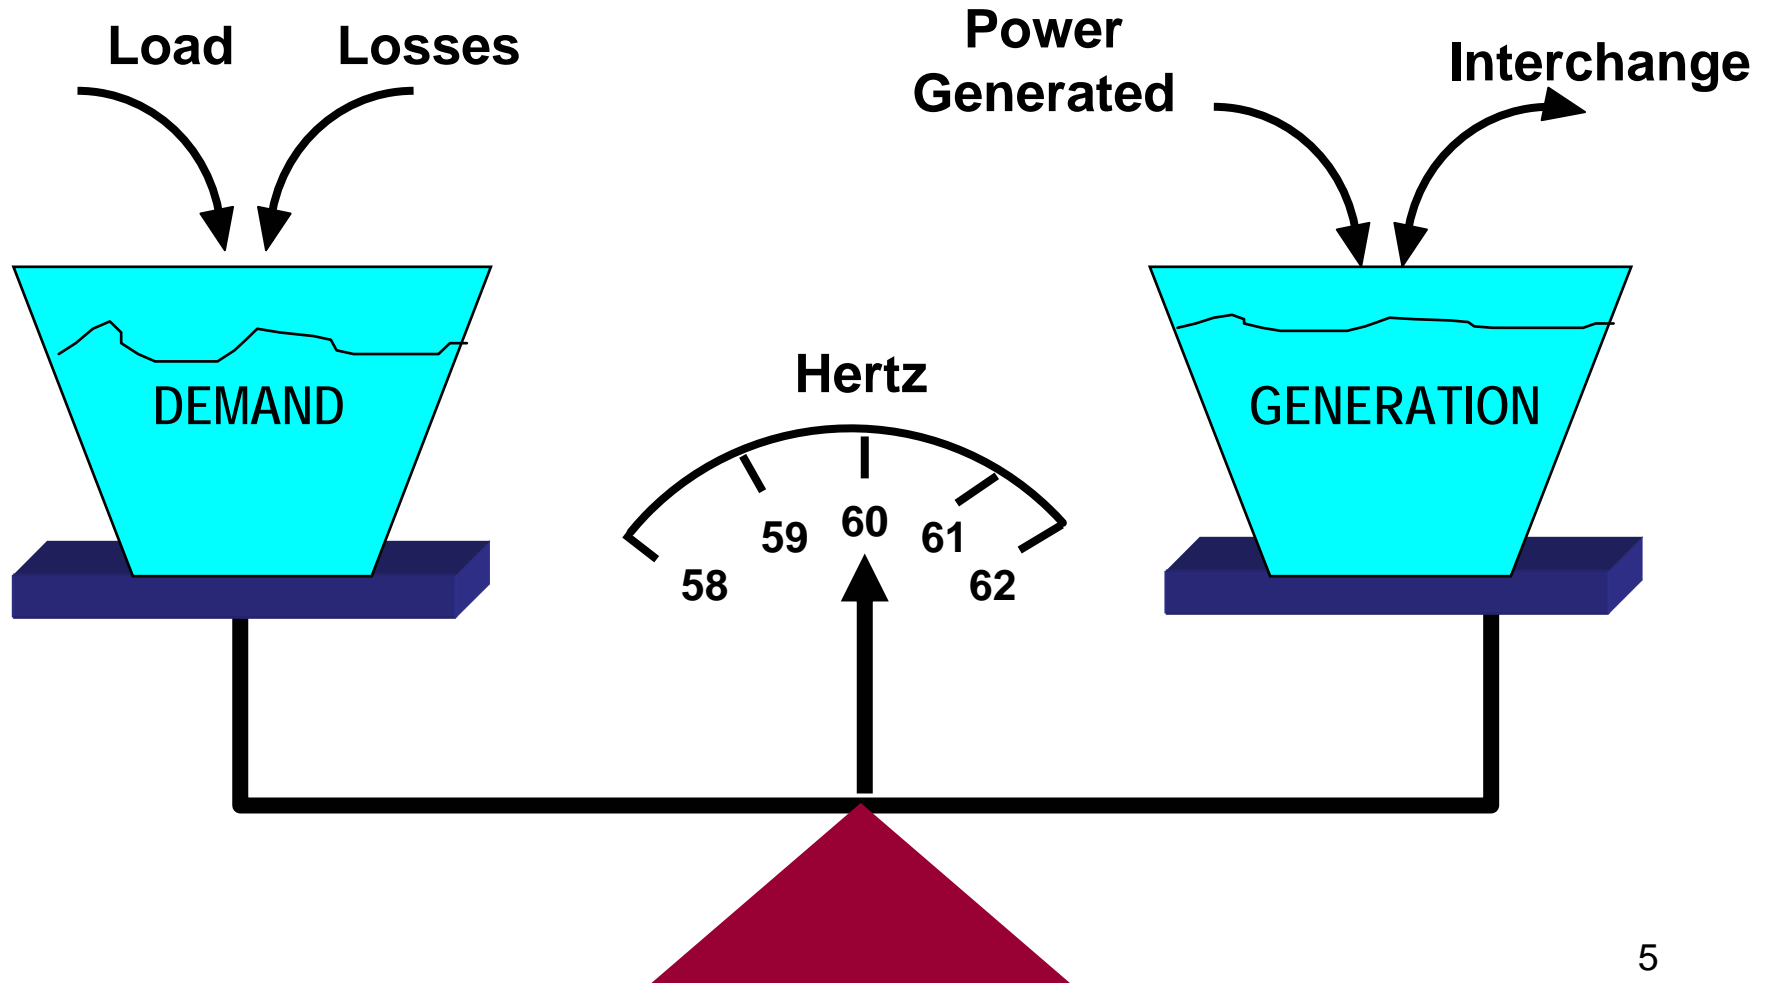 Load
Losses
Power
Generated
Interchange
DEMAND
Hertz
GENERATION
58
59
60
61
62
5